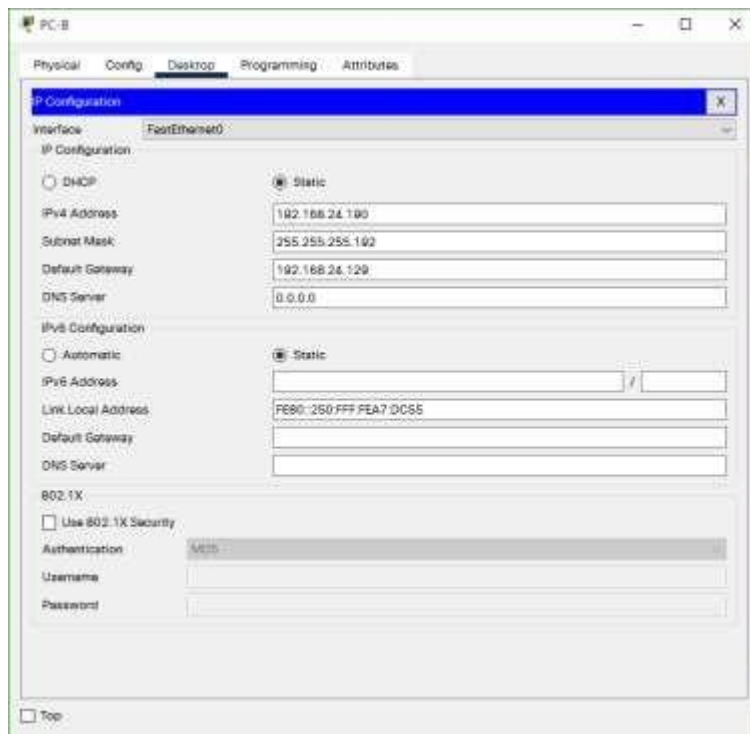 PC-B
Physical Config Desktop Programming Attributes
IP Configuration X
Interface FastEthernet0
IP Configuration
DHCP Static
IPv4 Address 192.168.24.190
Subnet Mask 255.255.255.192
Default Gateway 192.168.24.129
DNS Server 0.0.0.0
IPv6 Configuration
Automatic Static
IPv6 Address /
Link Local Address FE80::250:FFF:FEA7:DC55
Default Gateway
DNS Server
802.1X
Use 802.1X Security
Authentication MD5
Username
Password
Top